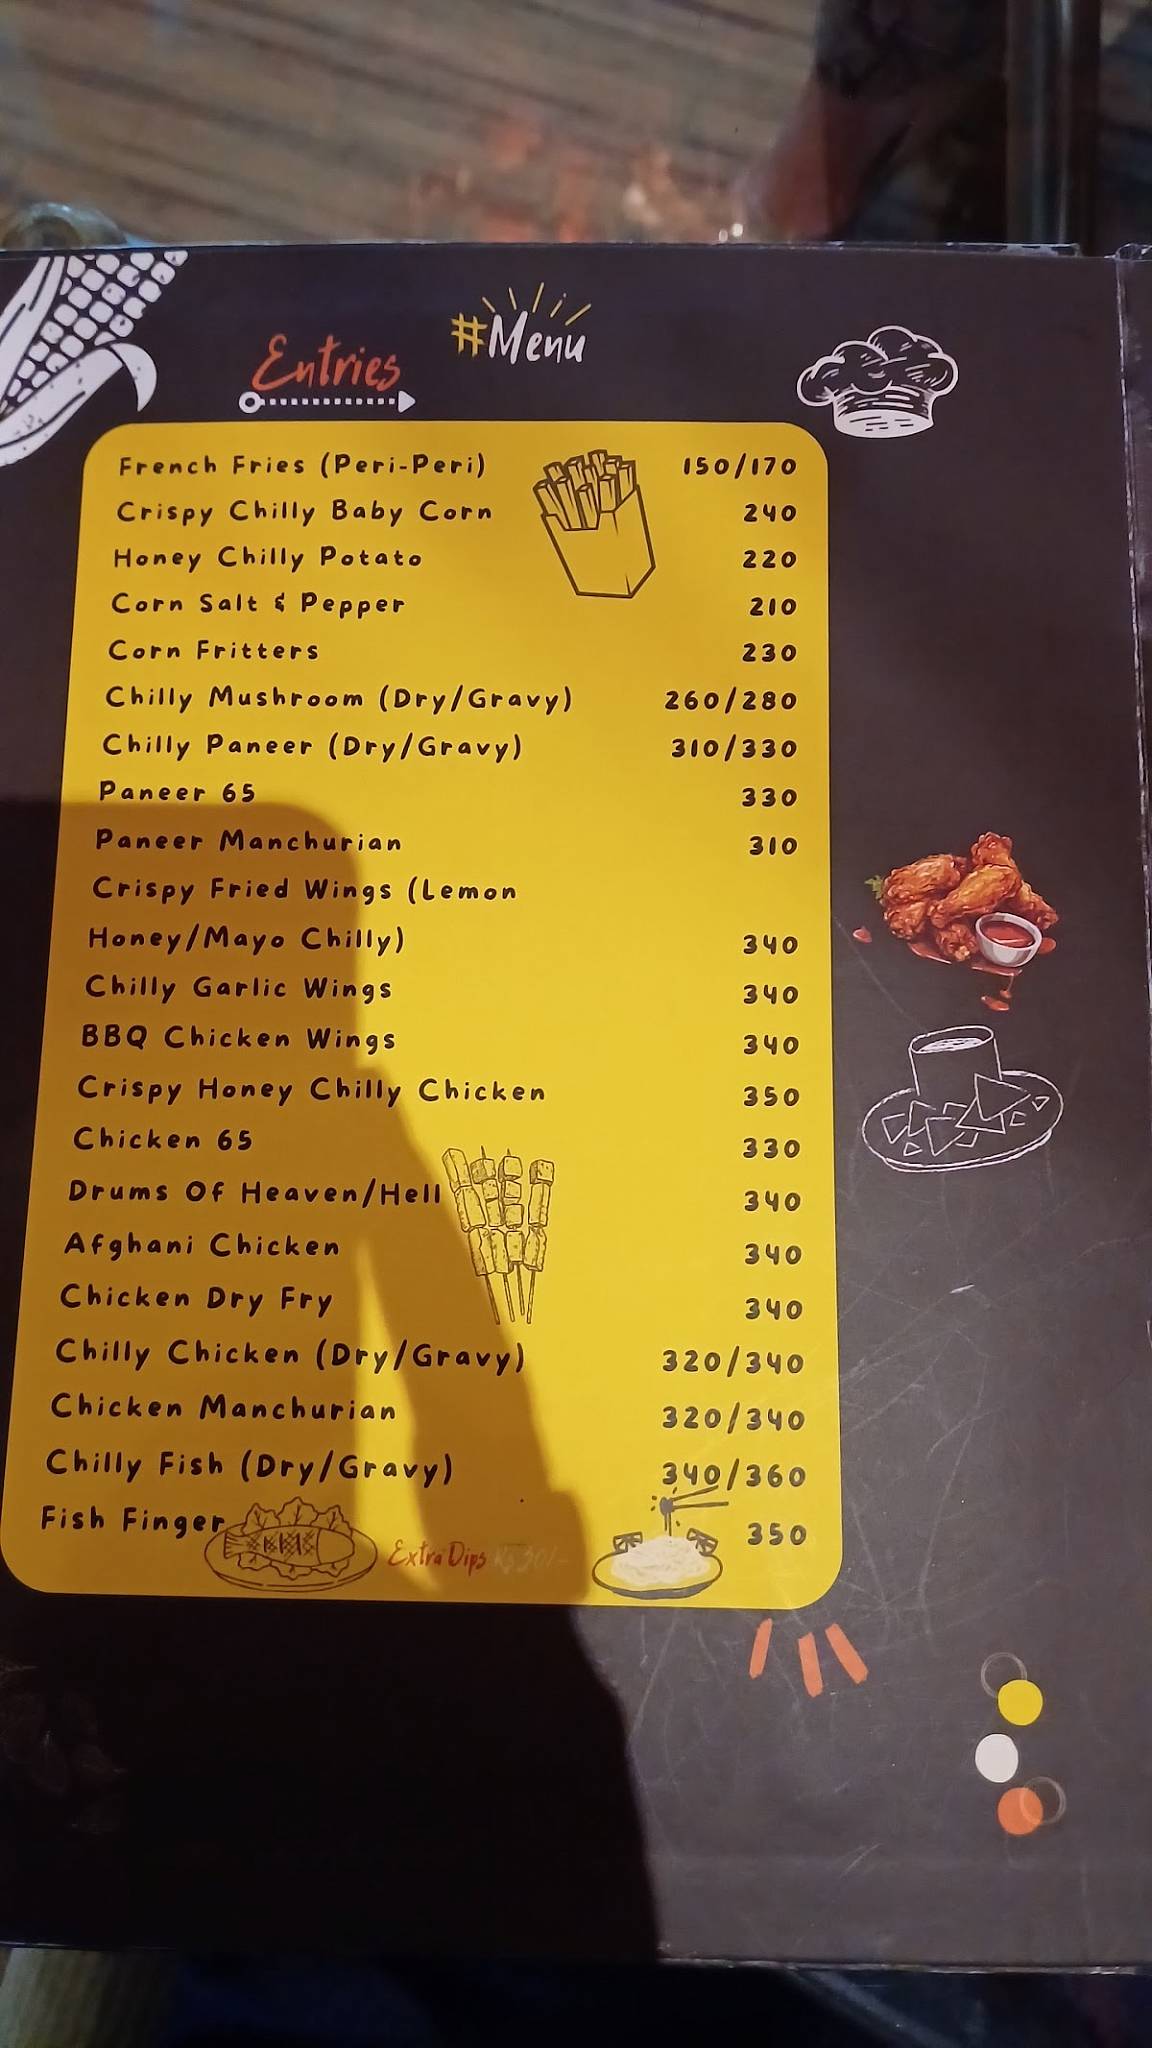 #Menu
Entries
French Fries (Peri-Peri) 150/170
Crispy Chilly Baby Corn 240
Honey Chilly Potato 220
Corn Salt & Pepper 210
Corn Fritters 230
Chilly Mushroom (Dry/Gravy) 260/280
Chilly Paneer (Dry/Gravy) 310/330
Paneer 65 330
Paneer Manchurian 310
Crispy Fried Wings (Lemon
Honey/Mayo Chilly) 340
Chilly Garlic Wings 340
BBQ Chicken Wings 340
Crispy Honey Chilly Chicken 350
Chicken 65 330
Drums Of Heaven/Hell 340
Afghani Chicken 340
Chicken Dry Fry 340
Chilly Chicken (Dry/Gravy) 320/340
Chicken Manchurian 320/340
Chilly Fish (Dry/Gravy) 340/360
Fish Finger 350
Extra Dips Rs 30/-